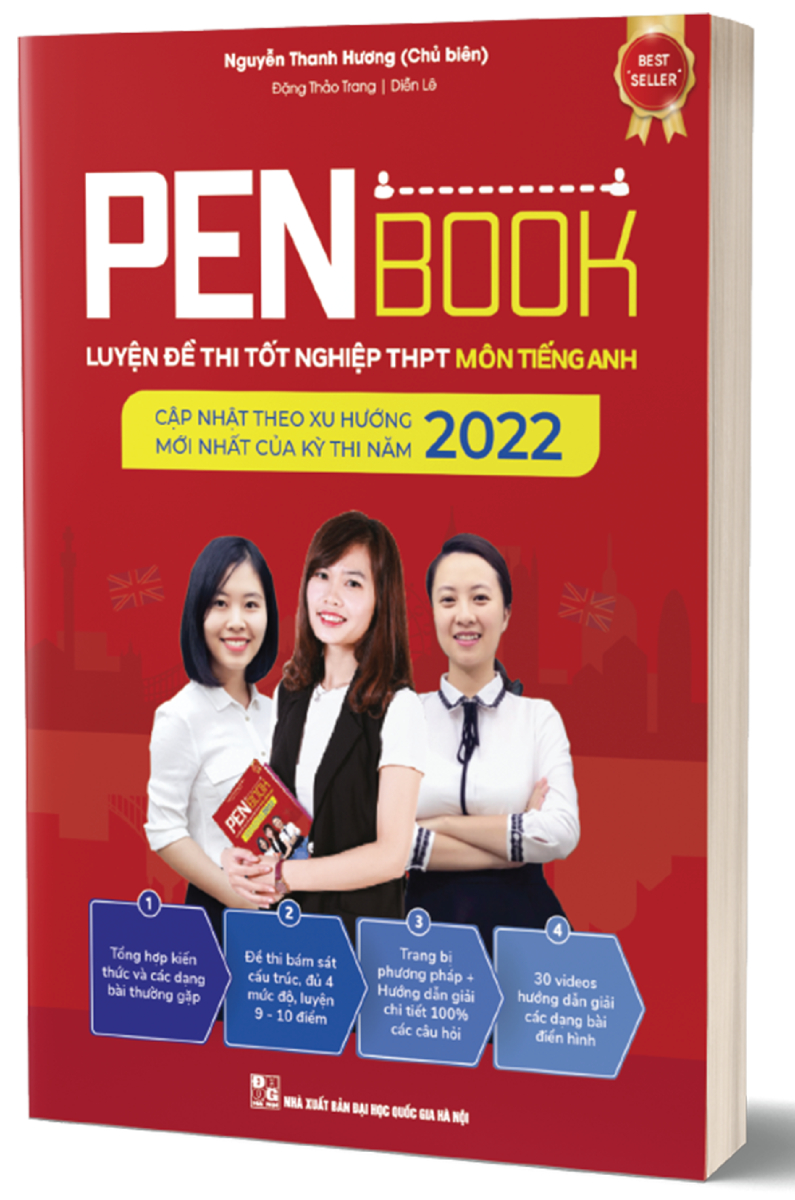 Nguyễn Thanh Hương (Chủ biên)
Đặng Thảo Trang | Diễn Lê
BEST
SELLER
PEN
BOOK
LUYỆN ĐỀ THI TỐT NGHIỆP THPT MÔN TIẾNG ANH
CẬP NHẬT THEO XU HƯỚNG
MỚI NHẤT CỦA KỲ THI NĂM
2022
PENBOOK
1
Tổng hợp kiến
thức và các dạng
bài thường gặp
2
Đề thi bám sát
cấu trúc, đủ 4
mức độ, luyện
9 - 10 điểm
3
Trang bị
phương pháp +
Hướng dẫn giải
chi tiết 100%
các câu hỏi
4
30 videos
hướng dẫn giải
các dạng bài
điển hình
NHÀ XUẤT BẢN ĐẠI HỌC QUỐC GIA HÀ NỘI